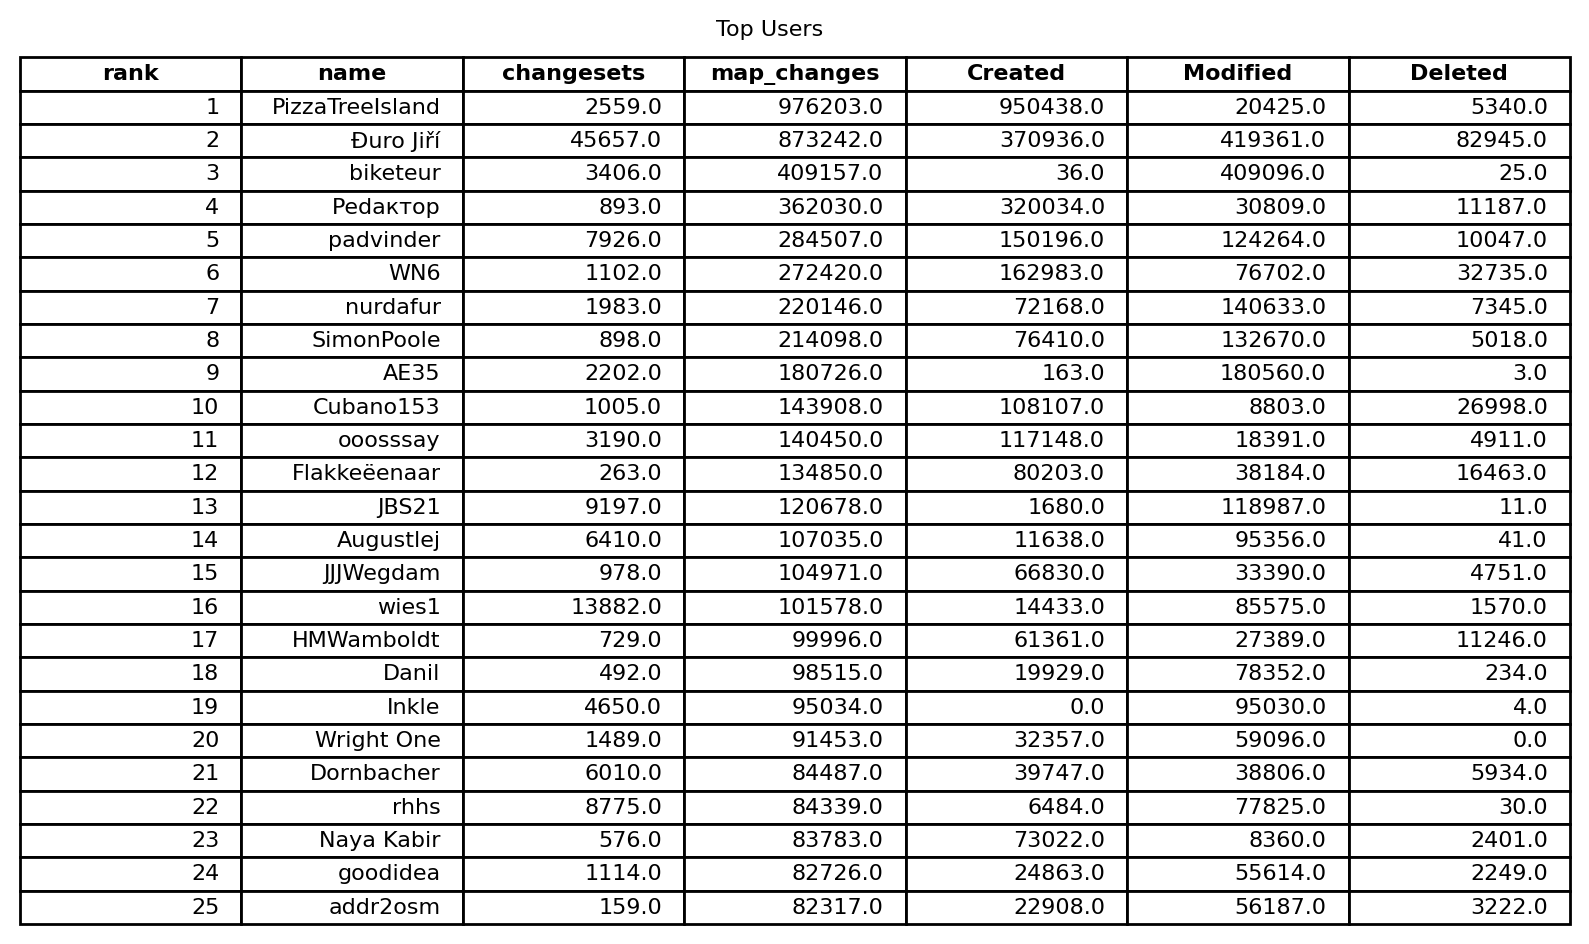 Top Users
rank name changesets map_changes Created Modified Deleted
1 PizzaTreeIsland 2559.0 976203.0 950438.0 20425.0 5340.0
2 Đuro Jiří 45657.0 873242.0 370936.0 419361.0 82945.0
3 biketeur 3406.0 409157.0 36.0 409096.0 25.0
4 Редактор 893.0 362030.0 320034.0 30809.0 11187.0
5 padvinder 7926.0 284507.0 150196.0 124264.0 10047.0
6 WN6 1102.0 272420.0 162983.0 76702.0 32735.0
7 nurdafur 1983.0 220146.0 72168.0 140633.0 7345.0
8 SimonPoole 898.0 214098.0 76410.0 132670.0 5018.0
9 AE35 2202.0 180726.0 163.0 180560.0 3.0
10 Cubano153 1005.0 143908.0 108107.0 8803.0 26998.0
11 ooosssay 3190.0 140450.0 117148.0 18391.0 4911.0
12 Flakkeëenaar 263.0 134850.0 80203.0 38184.0 16463.0
13 JBS21 9197.0 120678.0 1680.0 118987.0 11.0
14 Augustlej 6410.0 107035.0 11638.0 95356.0 41.0
15 JJJWegdam 978.0 104971.0 66830.0 33390.0 4751.0
16 wies1 13882.0 101578.0 14433.0 85575.0 1570.0
17 HMWamboldt 729.0 99996.0 61361.0 27389.0 11246.0
18 Danil 492.0 98515.0 19929.0 78352.0 234.0
19 Inkle 4650.0 95034.0 0.0 95030.0 4.0
20 Wright One 1489.0 91453.0 32357.0 59096.0 0.0
21 Dornbacher 6010.0 84487.0 39747.0 38806.0 5934.0
22 rhhs 8775.0 84339.0 6484.0 77825.0 30.0
23 Naya Kabir 576.0 83783.0 73022.0 8360.0 2401.0
24 goodidea 1114.0 82726.0 24863.0 55614.0 2249.0
25 addr2osm 159.0 82317.0 22908.0 56187.0 3222.0